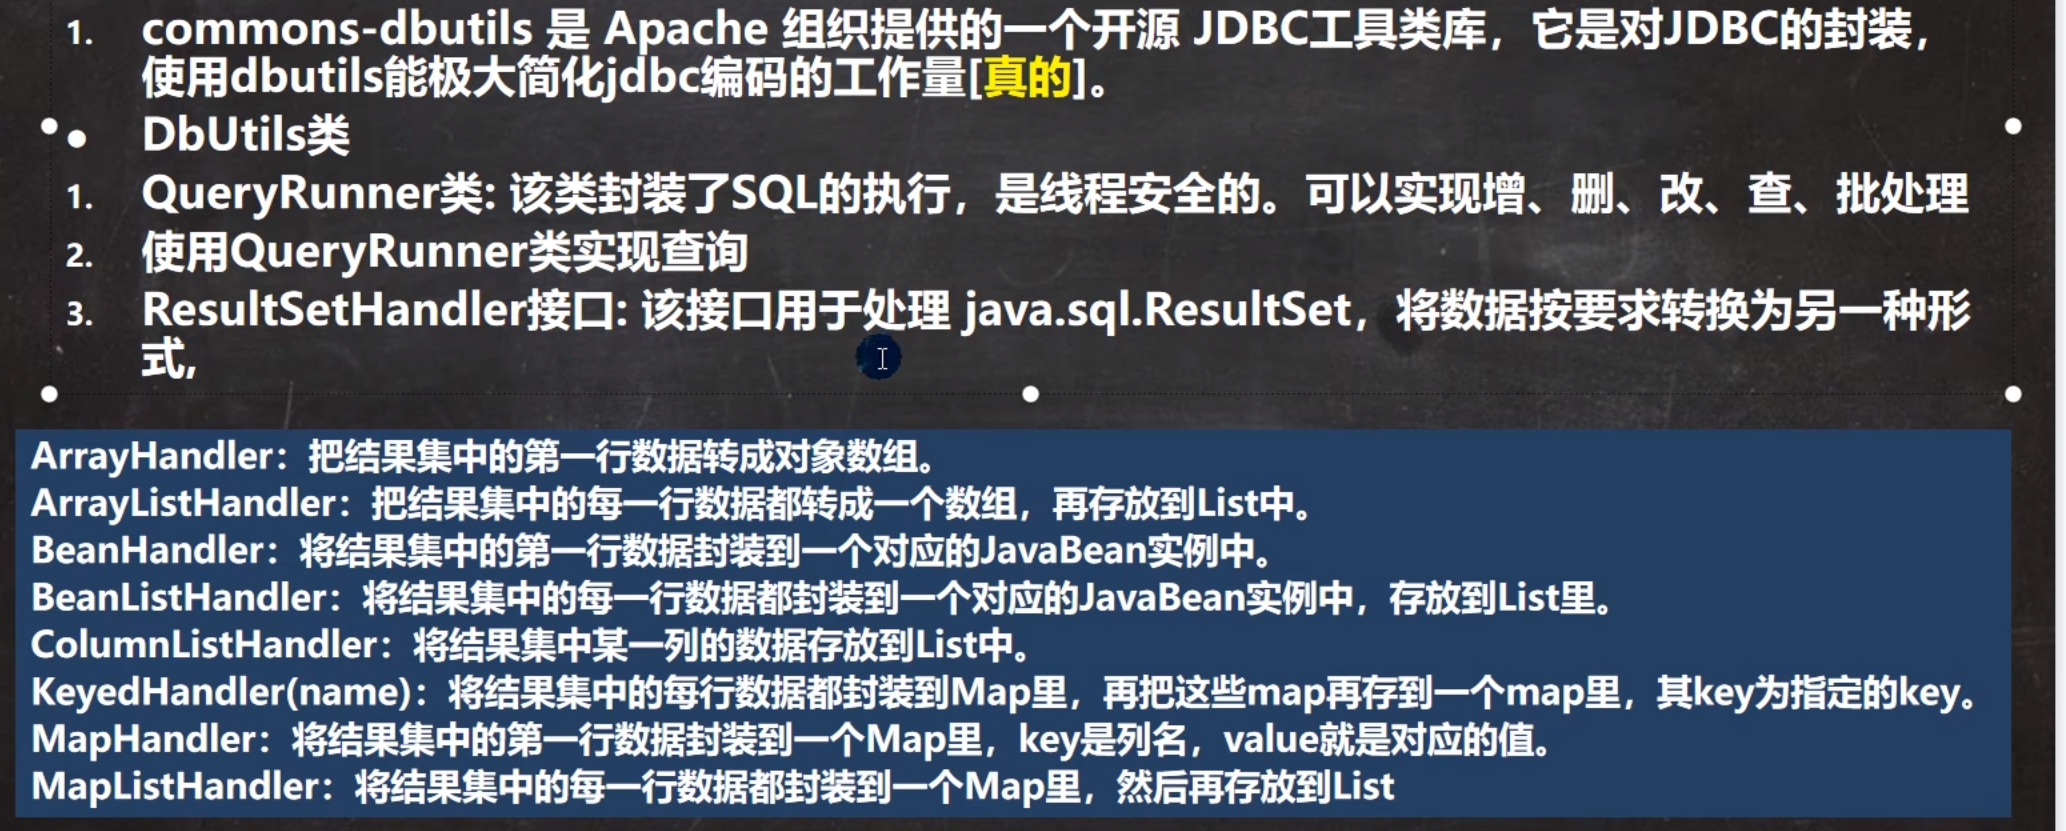 1. commons-dbutils 是 Apache 组织提供的一个开源 JDBC工具类库，它是对JDBC的封装，
使用dbutils能极大简化jdbc编码的工作量[真的]。
● DbUtils类
1. QueryRunner类: 该类封装了SQL的执行，是线程安全的。可以实现增、删、改、查、批处理
2. 使用QueryRunner类实现查询
3. ResultSetHandler接口: 该接口用于处理 java.sql.ResultSet，将数据按要求转换为另一种形
式,
ArrayHandler：把结果集中的第一行数据转成对象数组。
ArrayListHandler：把结果集中的每一行数据都转成一个数组，再存放到List中。
BeanHandler：将结果集中的第一行数据封装到一个对应的JavaBean实例中。
BeanListHandler：将结果集中的每一行数据都封装到一个对应的JavaBean实例中，存放到List里。
ColumnListHandler：将结果集中某一列的数据存放到List中。
KeyedHandler(name)：将结果集中的每行数据都封装到Map里，再把这些map再存到一个map里，其key为指定的key。
MapHandler：将结果集中的第一行数据封装到一个Map里，key是列名，value就是对应的值。
MapListHandler：将结果集中的每一行数据都封装到一个Map里，然后再存放到List